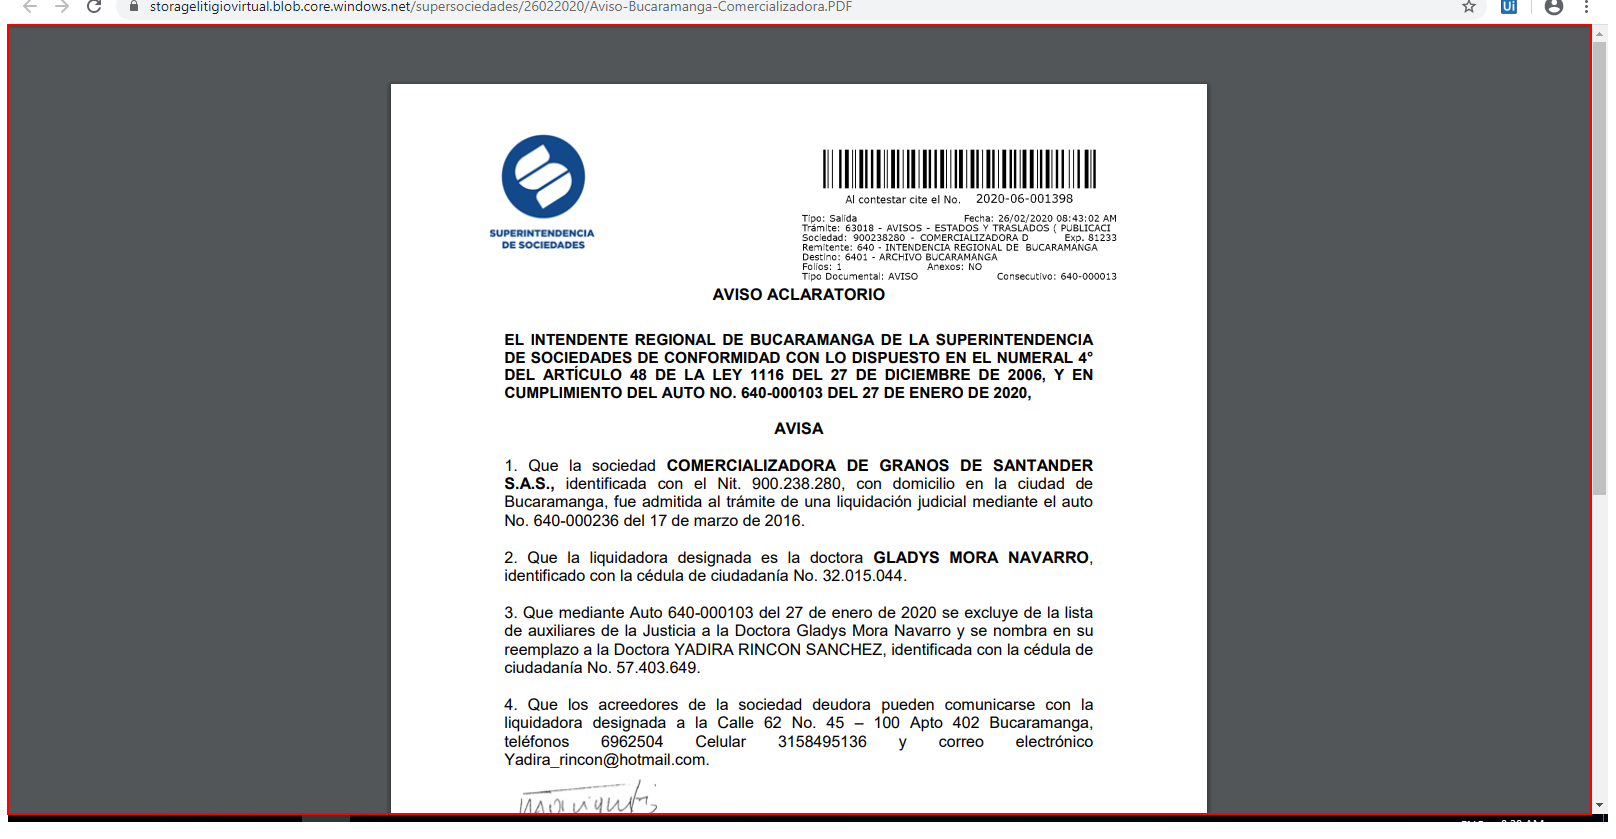 storagelitigiovirtual.blob.core.windows.net/supersociedades/26022020/Aviso-Bucaramanga-Comercializadora.PDF
Ui
SUPERINTENDENCIA
DE SOCIEDADES
Al contestar cite el No. 2020-06-001398
Tipo: Salida Fecha: 26/02/2020 08:43:02 AM
Trámite: 63018 - AVISOS - ESTADOS Y TRASLADOS ( PUBLICACI
Sociedad: 900238280 - COMERCIALIZADORA D Exp. 81233
Remitente: 640 - INTENDENCIA REGIONAL DE BUCARAMANGA
Destino: 6401 - ARCHIVO BUCARAMANGA
Folios: 1 Anexos: NO
Tipo Documental: AVISO Consecutivo: 640-000013
AVISO ACLARATORIO
EL INTENDENTE REGIONAL DE BUCARAMANGA DE LA SUPERINTENDENCIA
DE SOCIEDADES DE CONFORMIDAD CON LO DISPUESTO EN EL NUMERAL 4°
DEL ARTÍCULO 48 DE LA LEY 1116 DEL 27 DE DICIEMBRE DE 2006, Y EN
CUMPLIMIENTO DEL AUTO NO. 640-000103 DEL 27 DE ENERO DE 2020,
AVISA
1. Que la sociedad COMERCIALIZADORA DE GRANOS DE SANTANDER
S.A.S., identificada con el Nit. 900.238.280, con domicilio en la ciudad de
Bucaramanga, fue admitida al trámite de una liquidación judicial mediante el auto
No. 640-000236 del 17 de marzo de 2016.
2. Que la liquidadora designada es la doctora GLADYS MORA NAVARRO,
identificado con la cédula de ciudadanía No. 32.015.044.
3. Que mediante Auto 640-000103 del 27 de enero de 2020 se excluye de la lista
de auxiliares de la Justicia a la Doctora Gladys Mora Navarro y se nombra en su
reemplazo a la Doctora YADIRA RINCON SANCHEZ, identificada con la cédula de
ciudadanía No. 57.403.649.
4. Que los acreedores de la sociedad deudora pueden comunicarse con la
liquidadora designada a la Calle 62 No. 45 – 100 Apto 402 Bucaramanga,
teléfonos 6962504 Celular 3158495136 y correo electrónico
Yadira_rincon@hotmail.com.